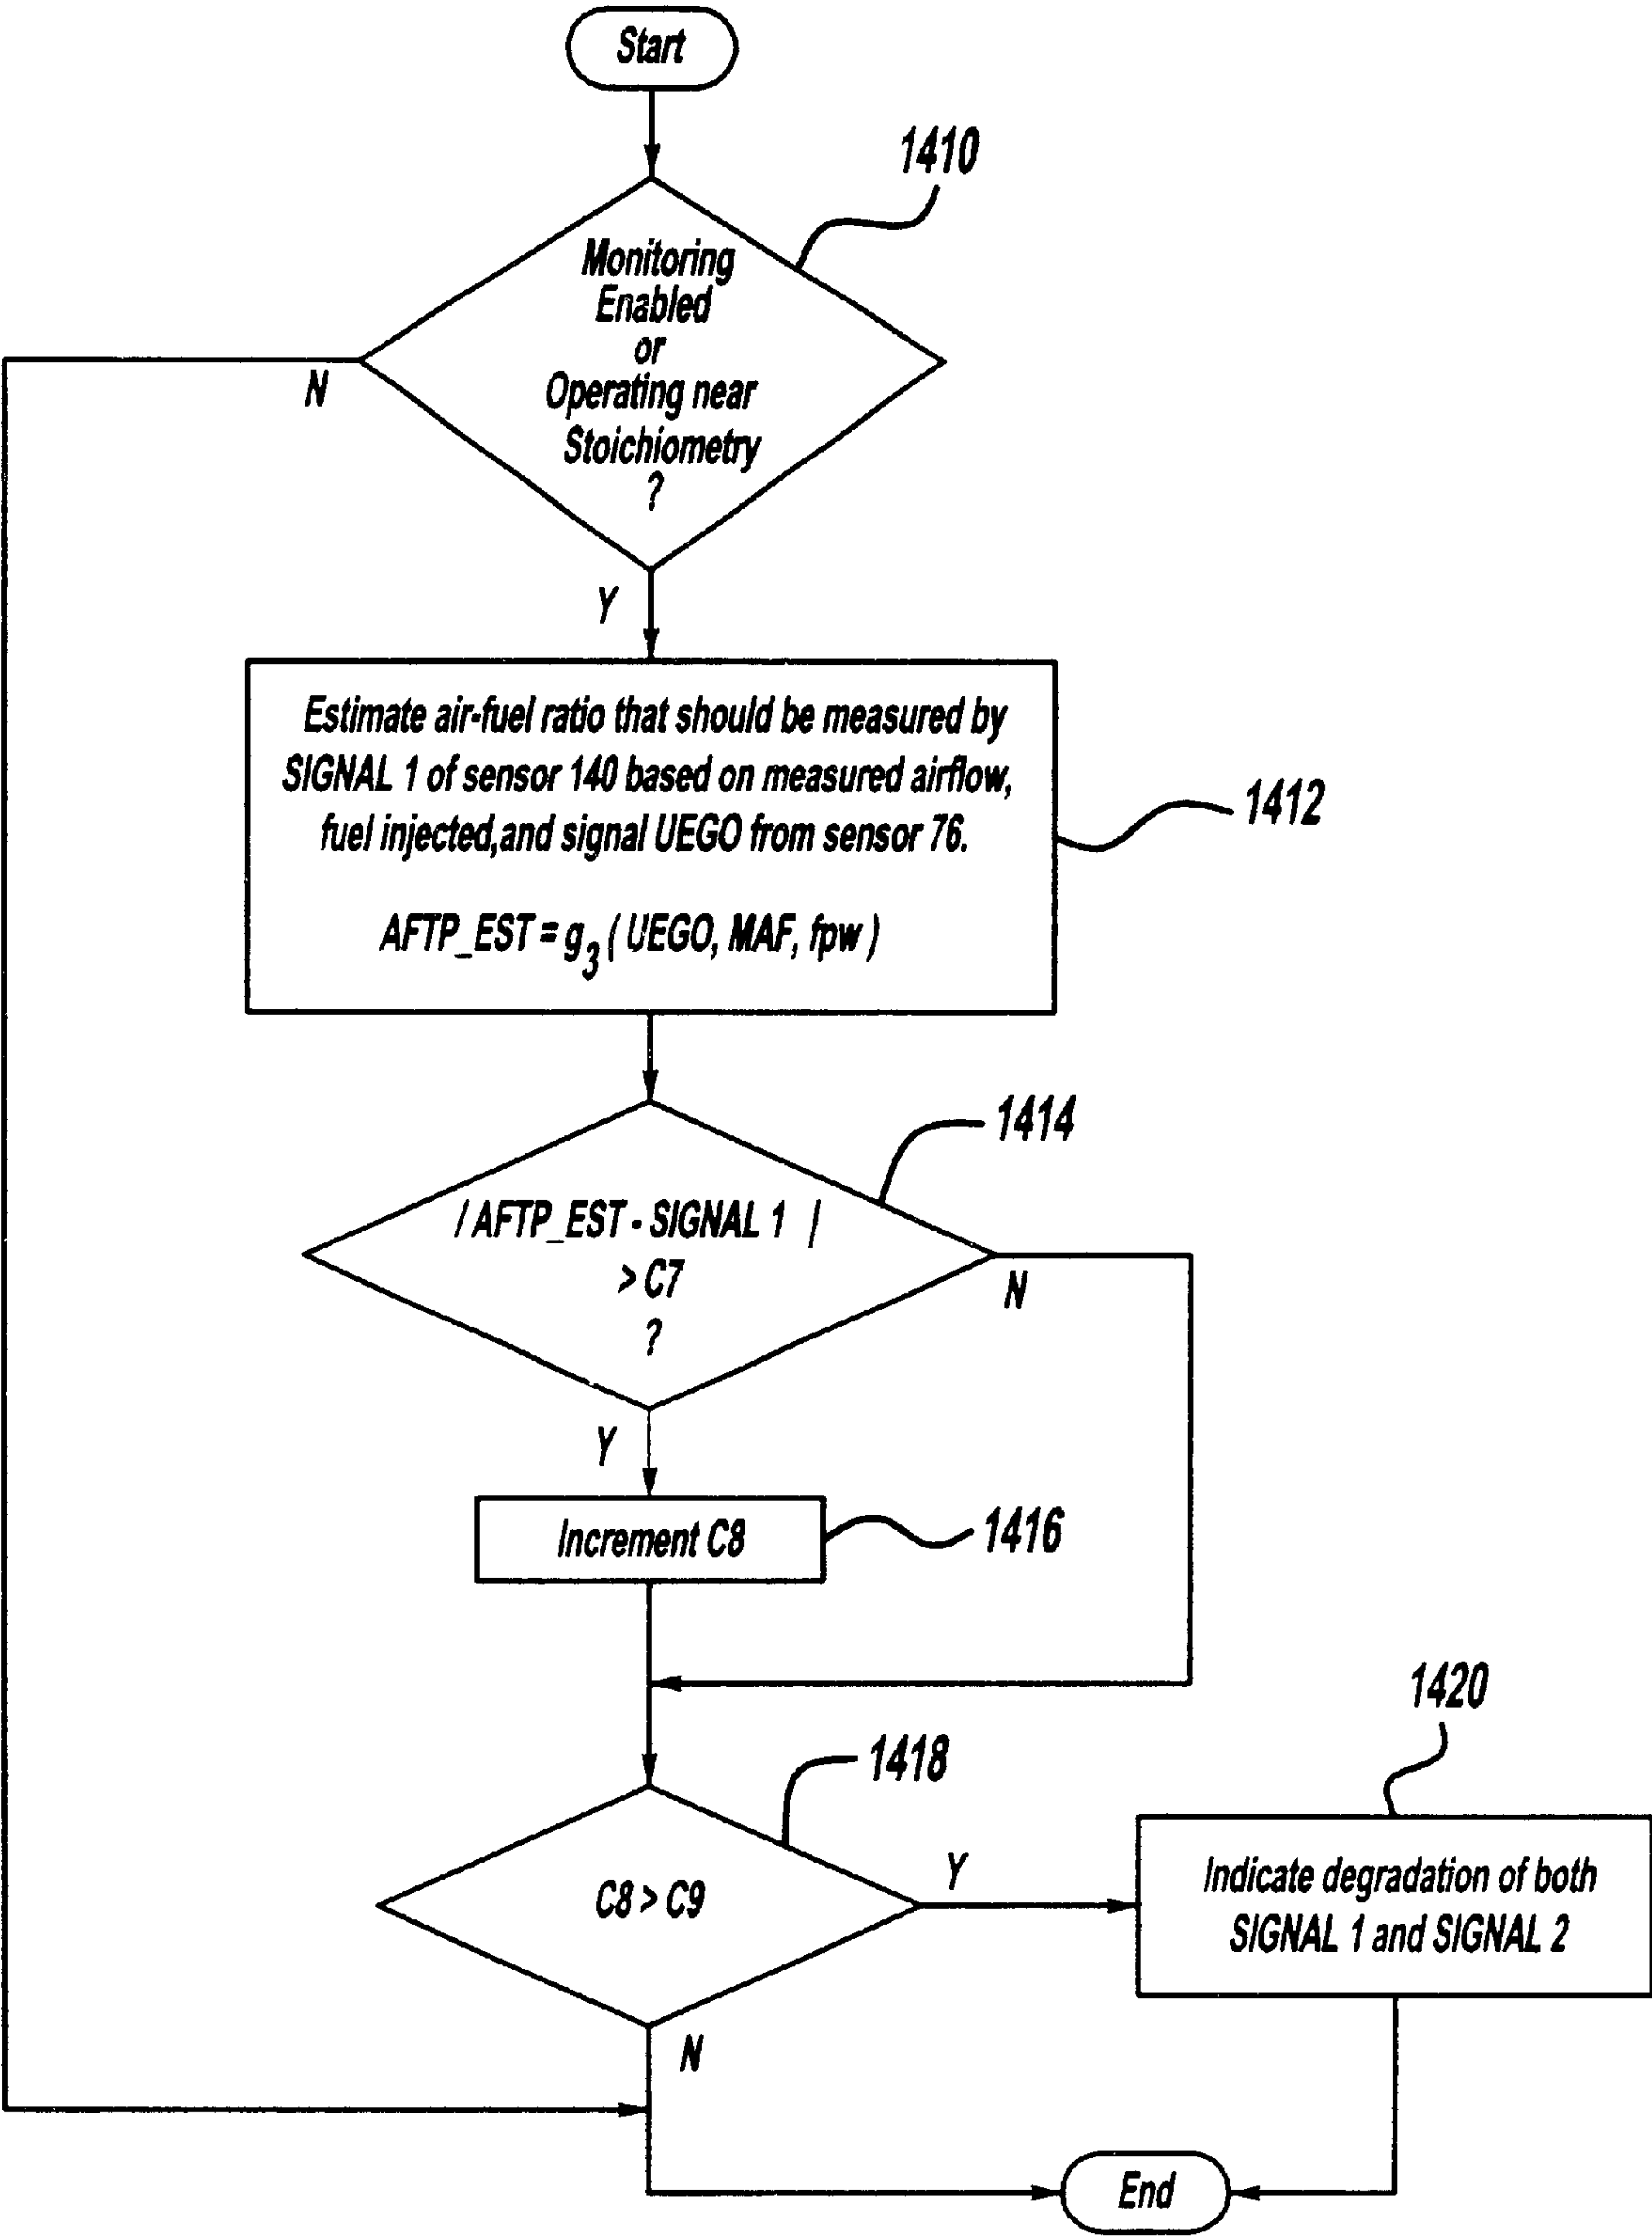 Start
1410
Monitoring
Enabled
or
Operating near
Stoichiometry
?
N
Y
Estimate air-fuel ratio that should be measured by
SIGNAL 1 of sensor 140 based on measured airflow,
fuel injected,and signal UEGO from sensor 76.
AFTP_EST = g3 ( UEGO, MAF, fpw )
1412
1414
| AFTP_EST - SIGNAL 1 |
> C7
?
N
Y
Increment C8
1416
1418
1420
C8 > C9
Y
Indicate degradation of both
SIGNAL 1 and SIGNAL 2
N
End